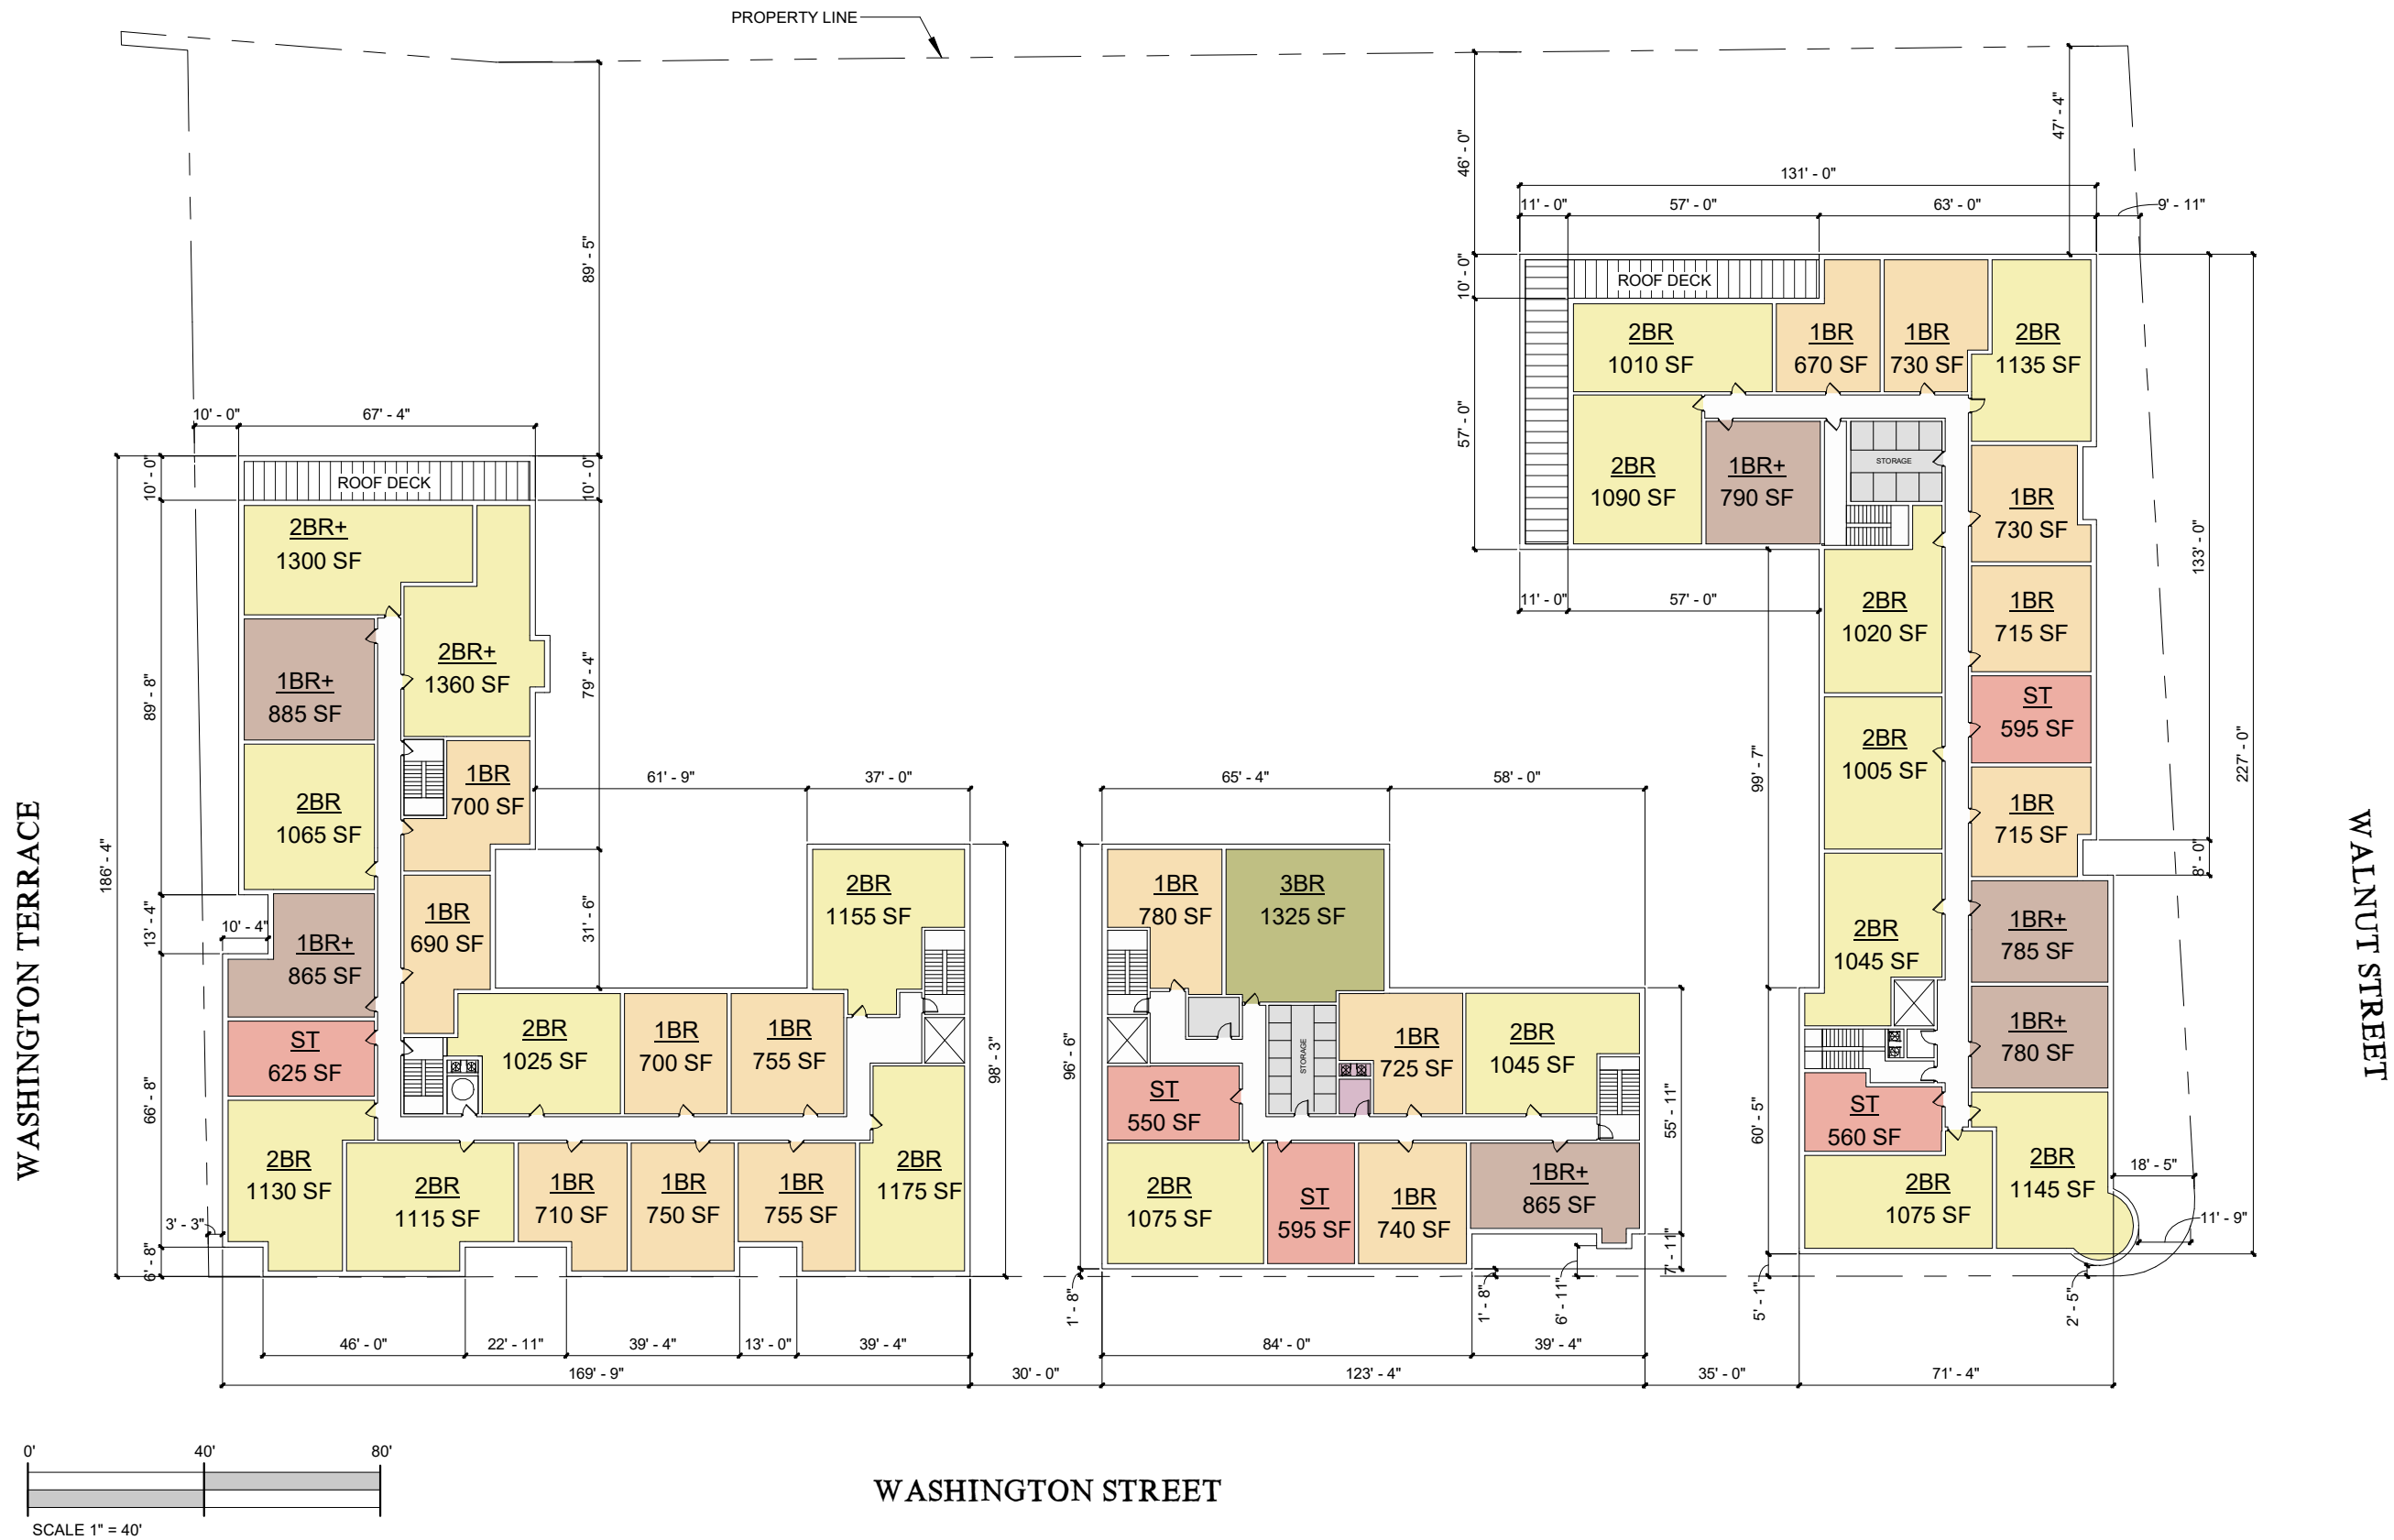 PROPERTY LINE
47' - 4"
46' - 0"
131' - 0"
11' - 0"
57' - 0"
63' - 0"
9' - 11"
89' - 5"
10' - 0"
ROOF DECK
2BR
1010 SF
1BR
670 SF
1BR
730 SF
2BR
1135 SF
57' - 0"
2BR
1090 SF
1BR+
790 SF
STORAGE
1BR
730 SF
133' - 0"
11' - 0"
57' - 0"
2BR
1020 SF
1BR
715 SF
ST
595 SF
2BR
1005 SF
1BR
715 SF
99' - 7"
227' - 0"
8' - 0"
2BR
1045 SF
1BR+
785 SF
1BR+
780 SF
ST
560 SF
60' - 5"
2BR
1075 SF
2BR
1145 SF
18' - 5"
11' - 9"
5' - 1"
2' - 5"
10' - 0"
67' - 4"
10' - 0"
ROOF DECK
10' - 0"
2BR+
1300 SF
2BR+
1360 SF
1BR+
885 SF
89' - 8"
79' - 4"
186' - 4"
2BR
1065 SF
1BR
700 SF
61' - 9"
37' - 0"
13' - 4"
10' - 4"
1BR+
865 SF
1BR
690 SF
31' - 6"
2BR
1155 SF
ST
625 SF
2BR
1025 SF
1BR
700 SF
1BR
755 SF
98' - 3"
66' - 8"
2BR
1130 SF
2BR
1115 SF
1BR
710 SF
1BR
750 SF
1BR
755 SF
2BR
1175 SF
3' - 3"
6' - 8"
46' - 0"
22' - 11"
39' - 4"
13' - 0"
39' - 4"
169' - 9"
30' - 0"
65' - 4"
58' - 0"
1BR
780 SF
3BR
1325 SF
96' - 6"
STORAGE
1BR
725 SF
2BR
1045 SF
ST
550 SF
55' - 11"
2BR
1075 SF
ST
595 SF
1BR
740 SF
1BR+
865 SF
7' - 11"
1' - 8"
1' - 8"
6' - 11"
84' - 0"
39' - 4"
123' - 4"
35' - 0"
71' - 4"
WASHINGTON TERRACE
WALNUT STREET
0'
40'
80'
SCALE 1" = 40'
WASHINGTON STREET